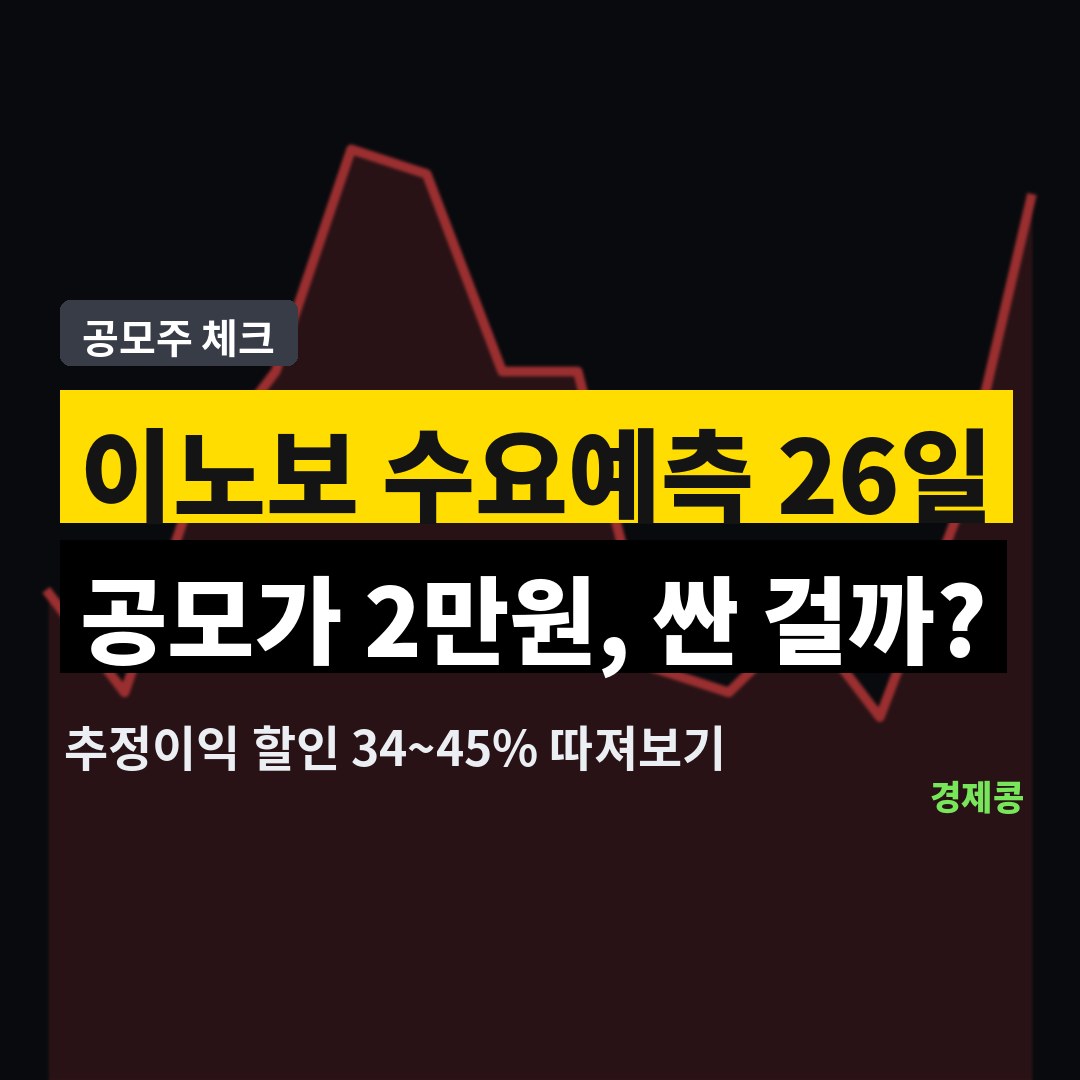 공모주 체크
이노보 수요예측 26일
공모가 2만원, 싼 걸까?
추정이익 할인 34~45% 따져보기
경제콩